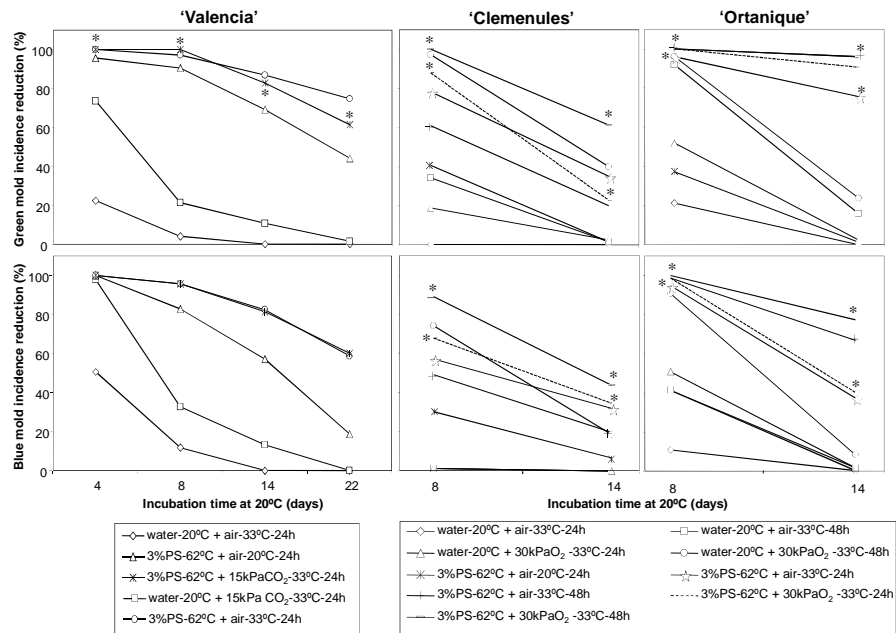 'Valencia' 'Clemenules' 'Ortanique'
Green mold incidence reduction (%)
100
80
60
40
20
0
* * * *
* * * *
* * * *
Blue mold incidence reduction (%)
100
80
60
40
20
0
* * * *
* * * *
4 8 14 22 8 14 8 14
Incubation time at 20ºC (days) Incubation time at 20ºC (days)
water-20ºC + air-33ºC-24h
3%PS-62ºC + air-20ºC-24h
3%PS-62ºC + 15kPaCO2-33ºC-24h
water-20ºC + 15kPa CO2-33ºC-24h
3%PS-62ºC + air-33ºC-24h
water-20ºC + air-33ºC-24h
water-20ºC + 30kPaO2 -33ºC-24h
3%PS-62ºC + air-20ºC-24h
3%PS-62ºC + air-33ºC-48h
3%PS-62ºC + 30kPaO2 -33ºC-48h
water-20ºC + air-33ºC-48h
water-20ºC + 30kPaO2 -33ºC-48h
3%PS-62ºC + air-33ºC-24h
3%PS-62ºC + 30kPaO2 -33ºC-24h